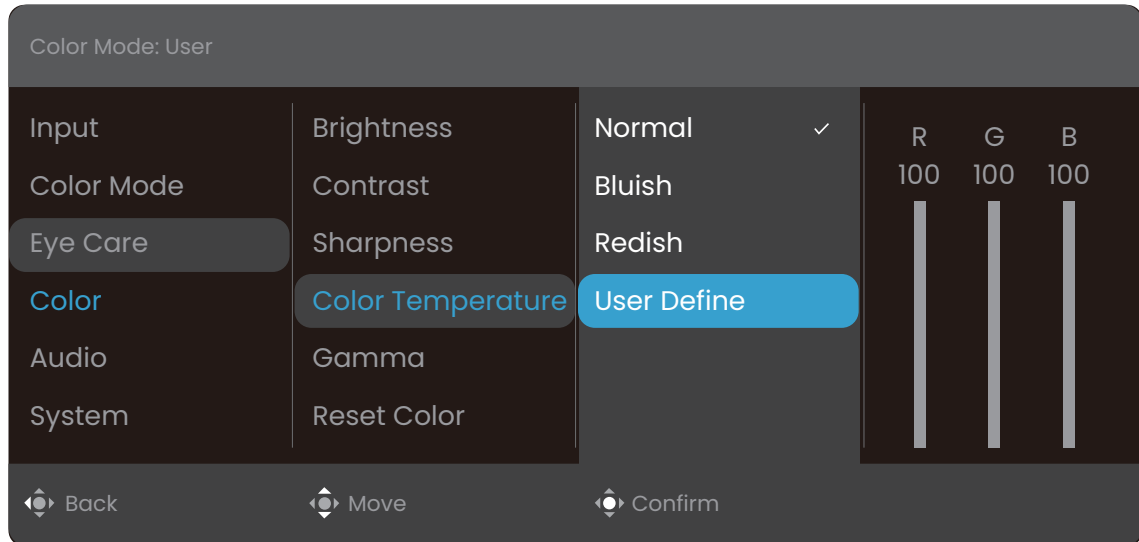 Color Mode: User
Input
Color Mode
Eye Care
Color
Audio
System
Brightness
Contrast
Sharpness
Color Temperature
Gamma
Reset Color
Normal
Bluish
Redish
User Define
R G B
100 100 100
Back Move Confirm